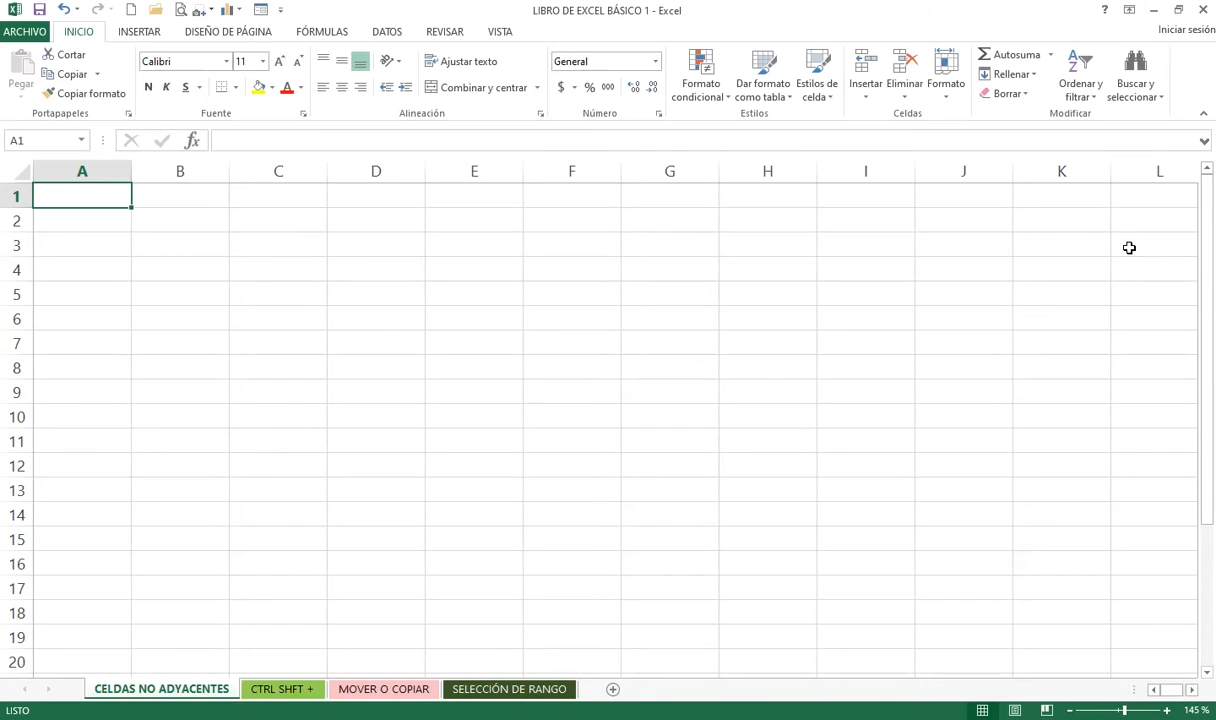 LIBRO DE EXCEL BÁSICO 1 - Excel
?
ARCHIVO INICIO INSERTAR DISEÑO DE PÁGINA FÓRMULAS DATOS REVISAR VISTA Iniciar sesión
Pegar
Cortar
Copiar
Copiar formato
Portapapeles
Calibri 11
N K S
Fuente
Ajustar texto
Combinar y centrar
Alineación
General
$ % 000
Número
Formato condicional
Dar formato como tabla
Estilos de celda
Estilos
Insertar
Eliminar
Formato
Celdas
Autosuma
Rellenar
Borrar
Ordenar y filtrar
Buscar y seleccionar
Modificar
A1 fx
A B C D E F G H I J K L
1
2
3
4
5
6
7
8
9
10
11
12
13
14
15
16
17
18
19
20
CELDAS NO ADYACENTES CTRL SHFT + MOVER O COPIAR SELECCIÓN DE RANGO
LISTO 145 %